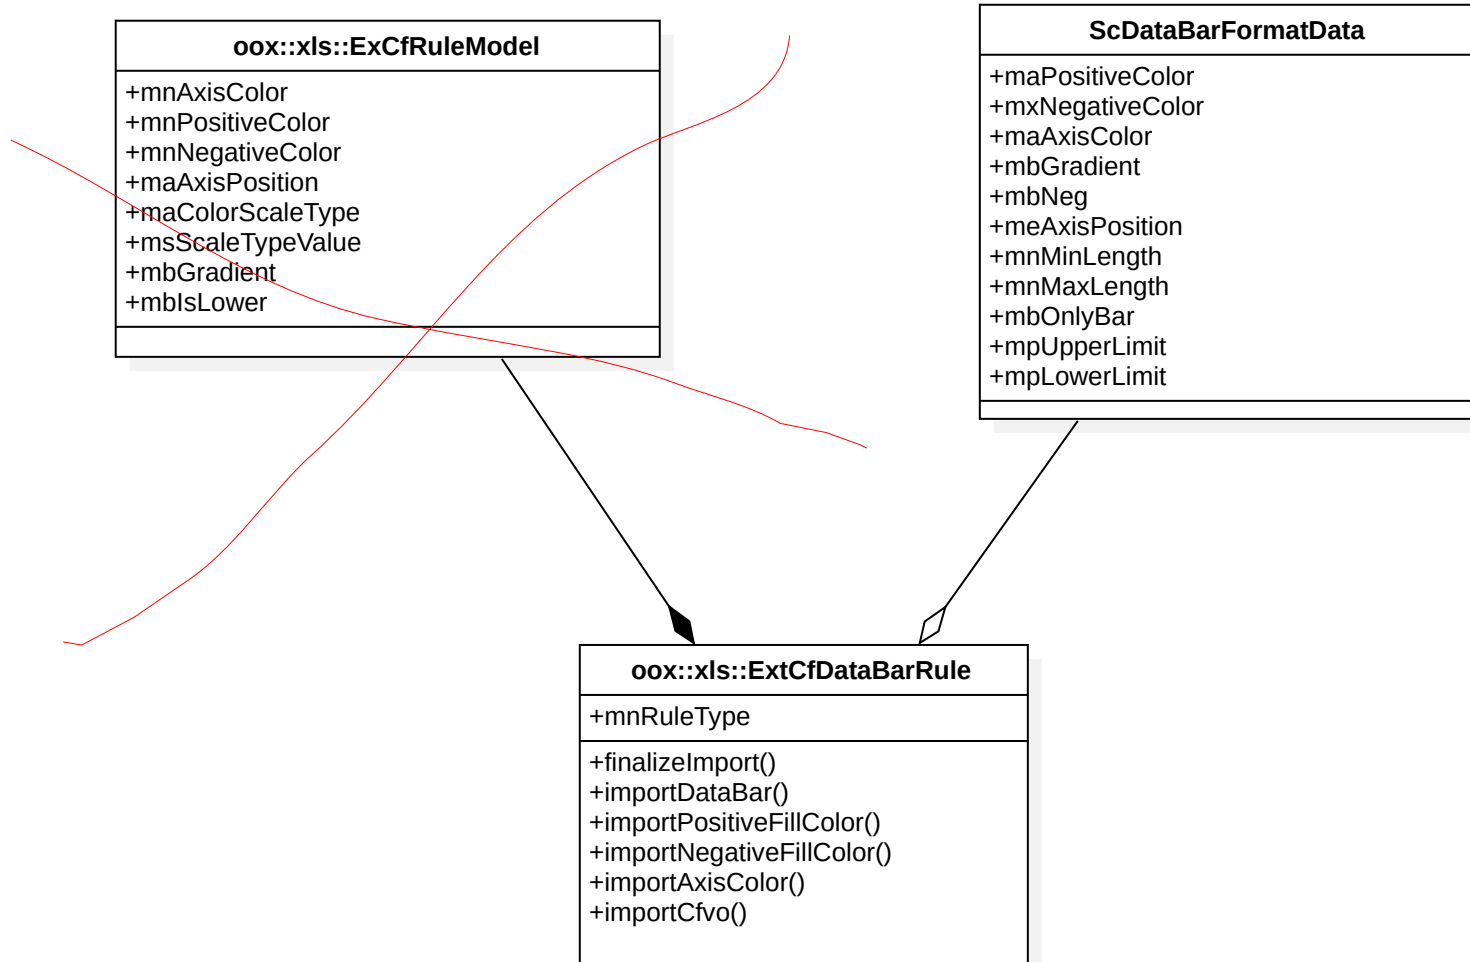 oox::xls::ExCfRuleModel
+mnAxisColor
+mnPositiveColor
+mnNegativeColor
+maAxisPosition
+maColorScaleType
+msScaleTypeValue
+mbGradient
+mbIsLower
ScDataBarFormatData
+maPositiveColor
+mxNegativeColor
+maAxisColor
+mbGradient
+mbNeg
+meAxisPosition
+mnMinLength
+mnMaxLength
+mbOnlyBar
+mpUpperLimit
+mpLowerLimit
oox::xls::ExtCfDataBarRule
+mnRuleType
+finalizeImport()
+importDataBar()
+importPositiveFillColor()
+importNegativeFillColor()
+importAxisColor()
+importCfvo()